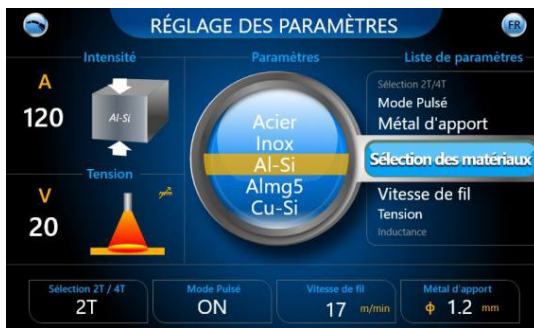 RÉGLAGE DES PARAMÈTRES
FR
Intensité
A
120
Al-Si
Tension
V
20
Paramètres
Acier
Inox
Al-Si
Almg5
Cu-Si
Liste de paramètres
Sélection 2T/4T
Mode Pulsé
Métal d'apport
Sélection des matériaux
Vitesse de fil
Tension
Inductance
Sélection 2T / 4T
2T
Mode Pulsé
ON
Vitesse de fil
17 m/min
Métal d'apport
ϕ 1.2 mm